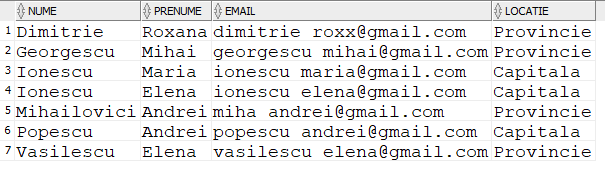 NUME PRENUME EMAIL LOCATIE
1 Dimitrie Roxana dimitrie roxx@gmail.com Provincie
2 Georgescu Mihai georgescu mihai@gmail.com Provincie
3 Ionescu Maria ionescu maria@gmail.com Capitala
4 Ionescu Elena ionescu elena@gmail.com Capitala
5 Mihailovici Andrei miha andrei@gmail.com Provincie
6 Popescu Andrei popescu andrei@gmail.com Capitala
7 Vasilescu Elena vasilescu elena@gmail.com Provincie